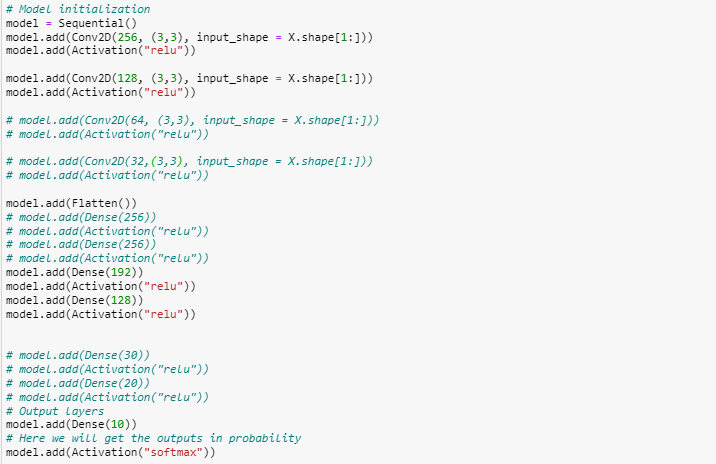 # Model initialization
model = Sequential()
model.add(Conv2D(256, (3,3), input_shape = X.shape[1:]))
model.add(Activation("relu"))
model.add(Conv2D(128, (3,3), input_shape = X.shape[1:]))
model.add(Activation("relu"))
# model.add(Conv2D(64, (3,3), input_shape = X.shape[1:]))
# model.add(Activation("relu"))
# model.add(Conv2D(32,(3,3), input_shape = X.shape[1:]))
# model.add(Activation("relu"))
model.add(Flatten())
# model.add(Dense(256))
# model.add(Activation("relu"))
# model.add(Dense(256))
# model.add(Activation("relu"))
model.add(Dense(192))
model.add(Activation("relu"))
model.add(Dense(128))
model.add(Activation("relu"))
# model.add(Dense(30))
# model.add(Activation("relu"))
# model.add(Dense(20))
# model.add(Activation("relu"))
# Output Layers
model.add(Dense(10))
# Here we will get the outputs in probability
model.add(Activation("softmax"))